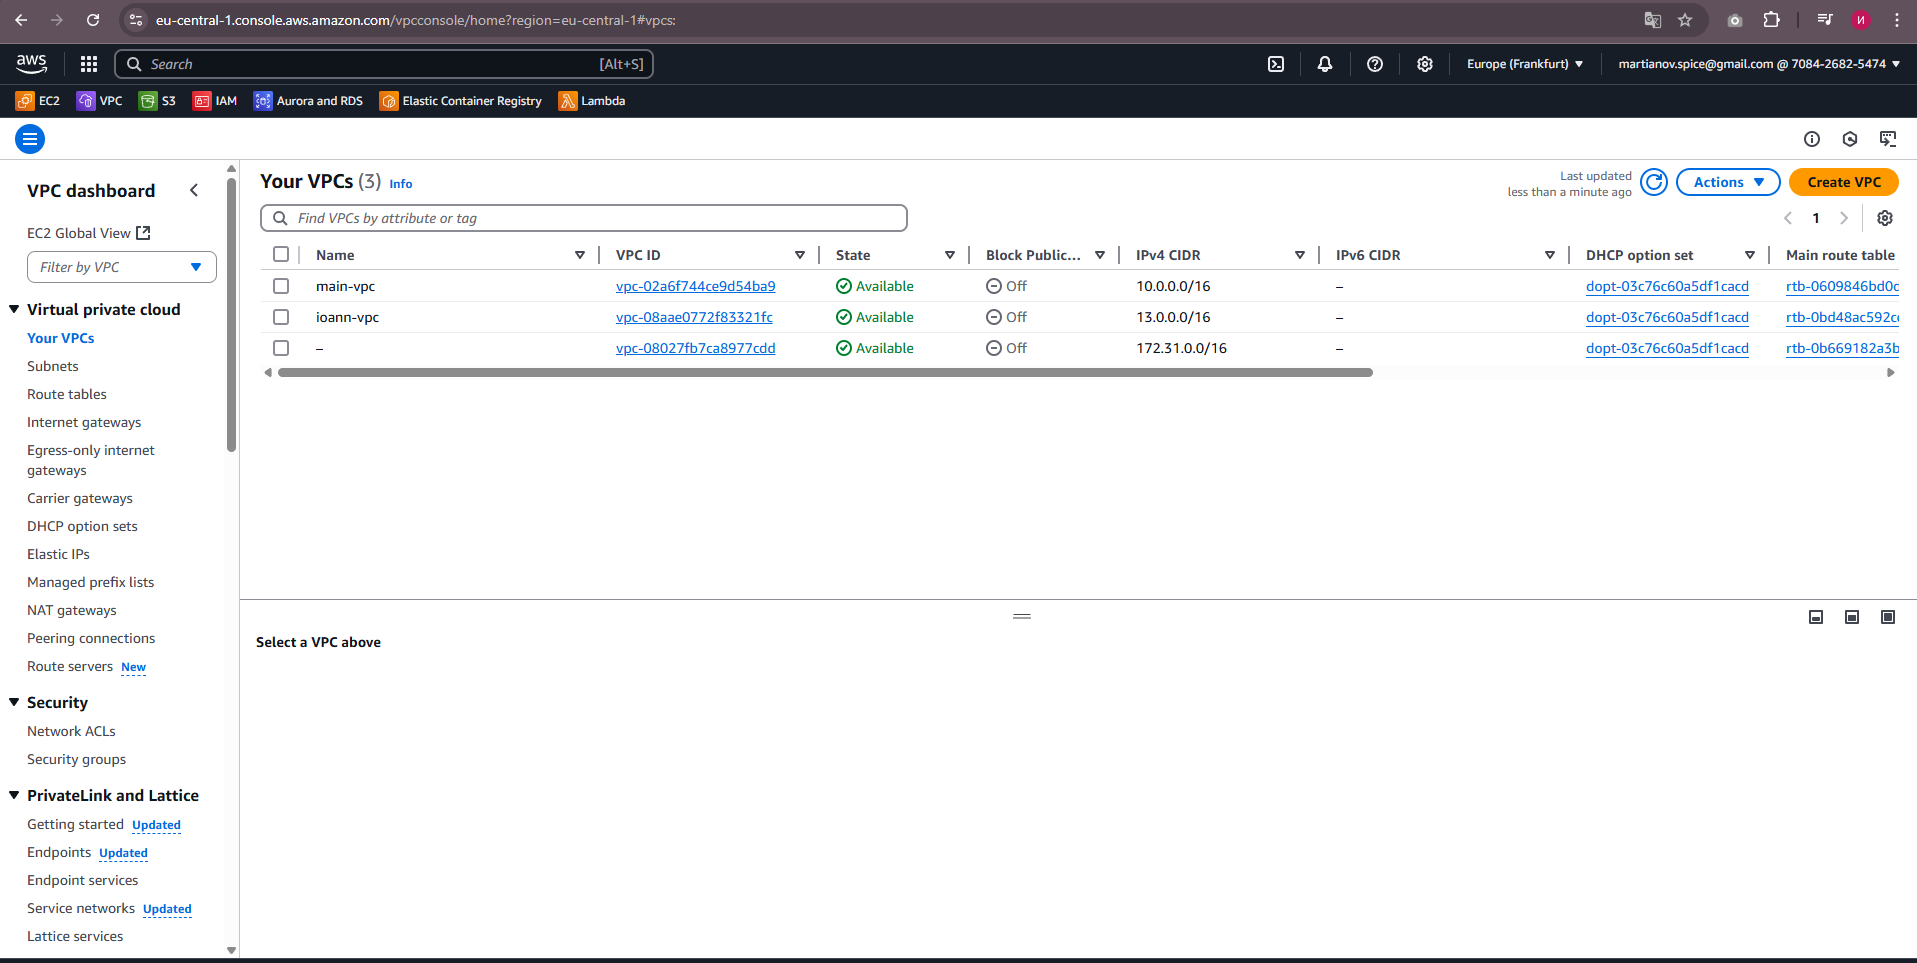 eu-central-1.console.aws.amazon.com/vpcconsole/home?region=eu-central-1#vpcs:
aws
Search [Alt+S]
Europe (Frankfurt)
martianov.spice@gmail.com @ 7084-2682-5474
EC2 VPC S3 IAM Aurora and RDS Elastic Container Registry Lambda
VPC dashboard
EC2 Global View
Filter by VPC
Virtual private cloud
Your VPCs
Subnets
Route tables
Internet gateways
Egress-only internet
gateways
Carrier gateways
DHCP option sets
Elastic IPs
Managed prefix lists
NAT gateways
Peering connections
Route servers New
Security
Network ACLs
Security groups
PrivateLink and Lattice
Getting started Updated
Endpoints Updated
Endpoint services
Service networks Updated
Lattice services
Your VPCs (3) Info
Last updated
less than a minute ago
Actions
Create VPC
Find VPCs by attribute or tag
1
Name VPC ID State Block Public... IPv4 CIDR IPv6 CIDR DHCP option set Main route table
main-vpc vpc-02a6f744ce9d54ba9 Available Off 10.0.0.0/16 – dopt-03c76c60a5df1cacd rtb-0609846bd0c
ioann-vpc vpc-08aae0772f83321fc Available Off 13.0.0.0/16 – dopt-03c76c60a5df1cacd rtb-0bd48ac592c
– vpc-08027fb7ca8977cdd Available Off 172.31.0.0/16 – dopt-03c76c60a5df1cacd rtb-0b669182a3b
Select a VPC above